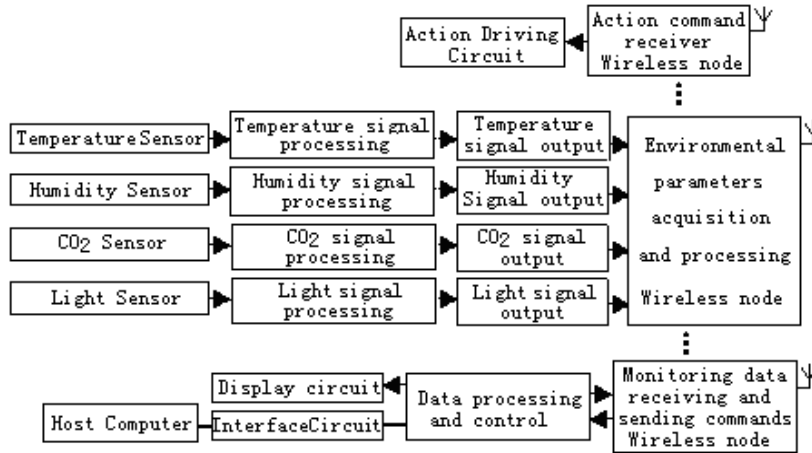 Action Driving
Circuit
Action command
receiver
Wireless node
TemperatureSensor
Temperature signal
processing
Temperature
signal output
Humidity Sensor
Humidity signal
processing
Humidity
Signal output
CO2 Sensor
CO2 signal
processing
CO2 signal
output
Light Sensor
Light signal
processing
Light signal
output
Environmental
parameters
acquisition
and processing
Wireless node
Display circuit
Host Computer
InterfaceCircuit
Data processing
and control
Monitoring data
receiving and
sending commands
Wireless node